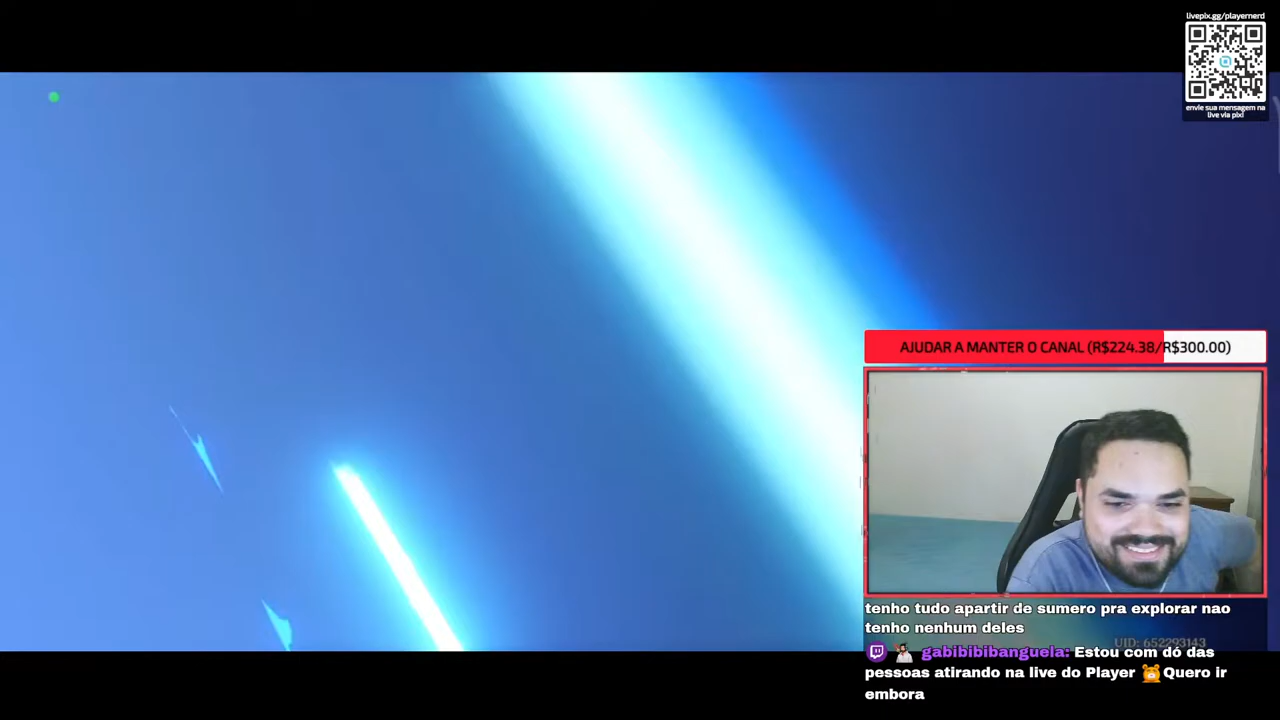 livepix.gg/playernerd
envie sua mensagem na
live via pix!
AJUDAR A MANTER O CANAL (R$224.38/R$300.00)
tenho tudo apartir de sumero pra explorar nao
tenho nenhum deles
UID: 652293143
gabibibibanguela: Estou com dó das
pessoas atirando na live do Player 🐹Quero ir
embora